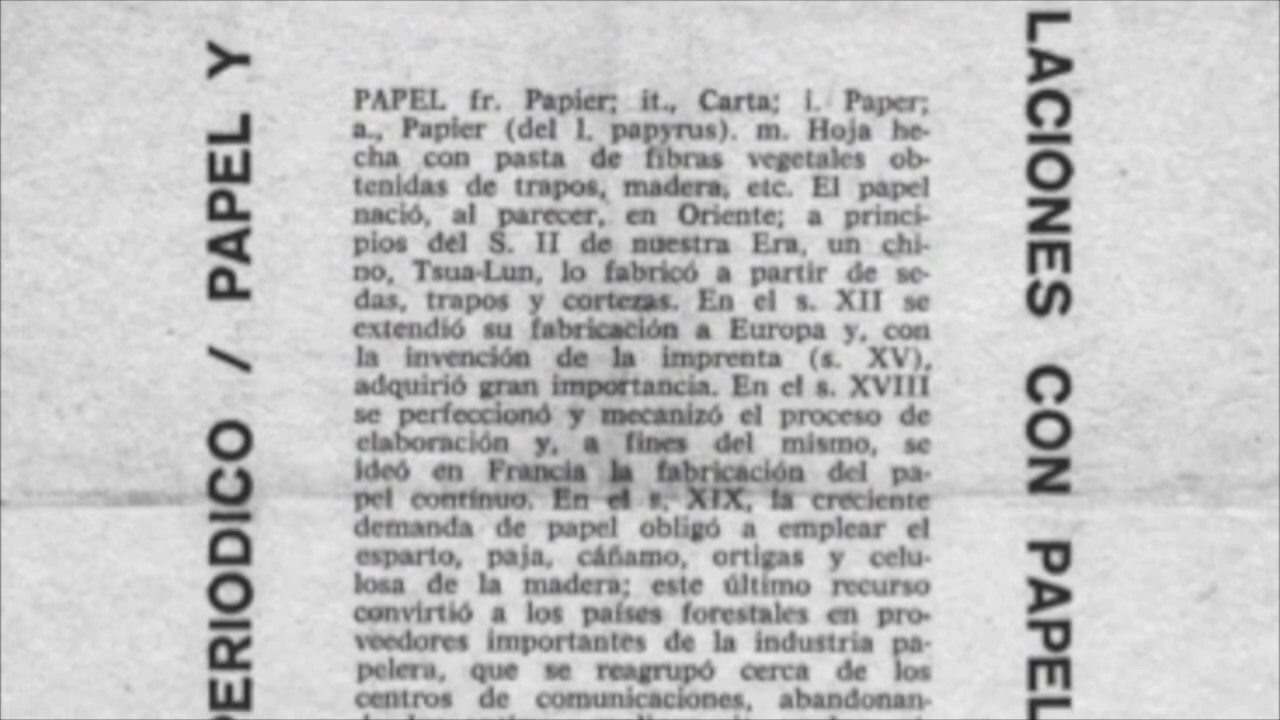 PERIODICO / PAPEL Y
PAPEL fr. Papier; it., Carta; i. Paper;
a., Papier (del l. papyrus). m. Hoja he-
cha con pasta de fibras vegetales ob-
tenidas de trapos, madera, etc. El papel
nació, al parecer, en Oriente; a princi-
pios del S. II de nuestra Era, un chi-
no, Tsua-Lun, lo fabricó a partir de se-
das, trapos y cortezas. En el s. XII se
extendió su fabricación a Europa y, con
la invención de la imprenta (s. XV),
adquirió gran importancia. En el s. XVIII
se perfeccionó y mecanizó el proceso de
elaboración y, a fines del mismo, se
ideó en Francia la fabricación del pa-
pel contínuo. En el s. XIX, la creciente
demanda de papel obligó a emplear el
esparto, paja, cáñamo, ortigas y celu-
losa de la madera; este último recurso
convirtió a los países forestales en pro-
veedores importantes de la industria pa-
pelera, que se reagrupó cerca de los
centros de comunicaciones, abandonan-
LACIONES CON PAPEL